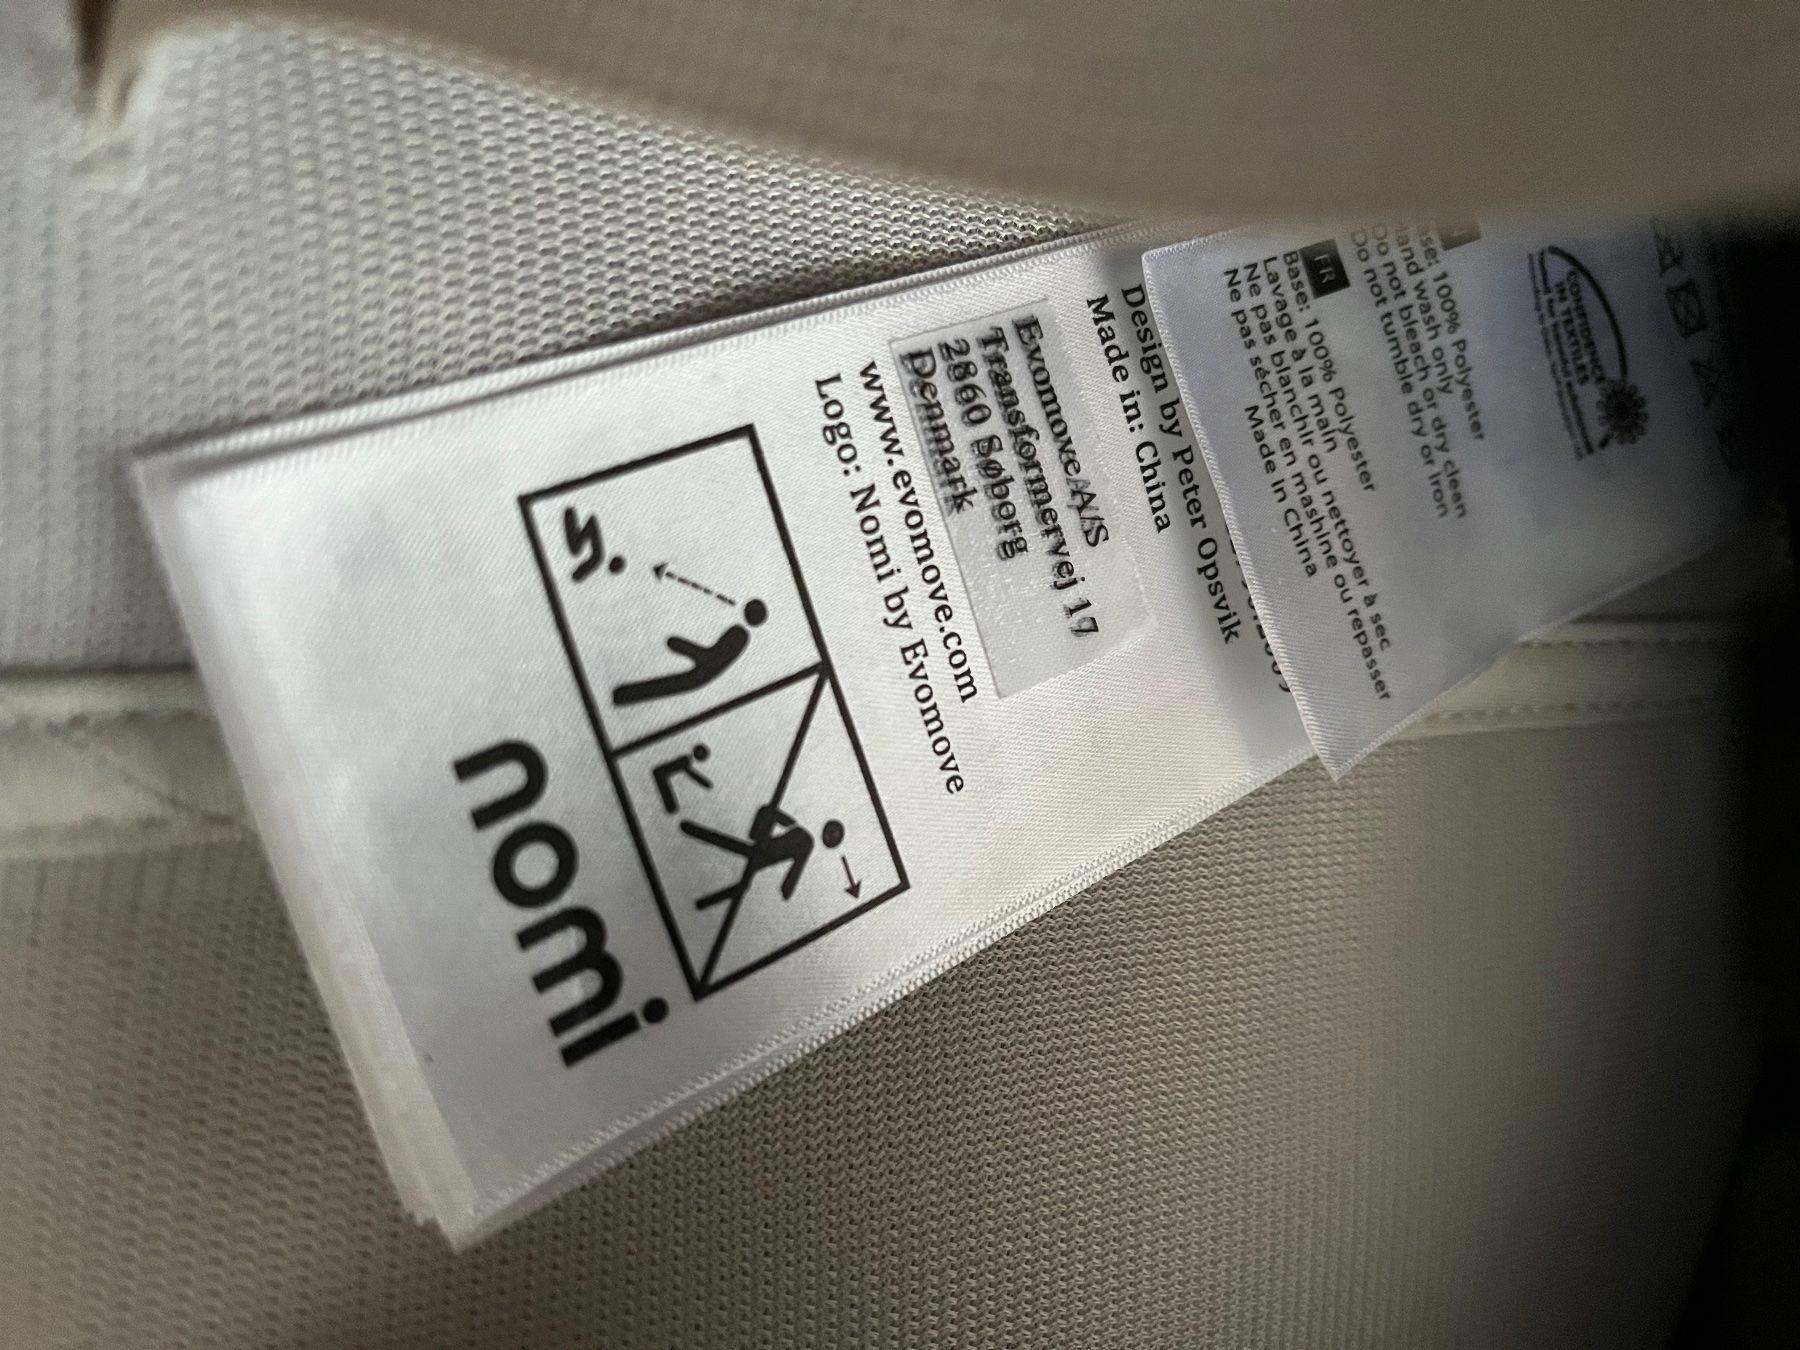 Base: 100% Polyester
Hand wash only
Do not bleach or dry clean
Do not tumble dry or iron
FR
Base: 100% Polyester
Lavage à la main
Ne pas blanchir ou nettoyer à sec
Ne pas sécher en mashine ou repasser
Made in China
CONFIDENCE
IN TEXTILES
Design by Peter Opsvik
Made in: China
Evomove A/S
Transformervej 17
2860 Søborg
Denmark
www.evomove.com
Logo: Nomi by Evomove
nomi